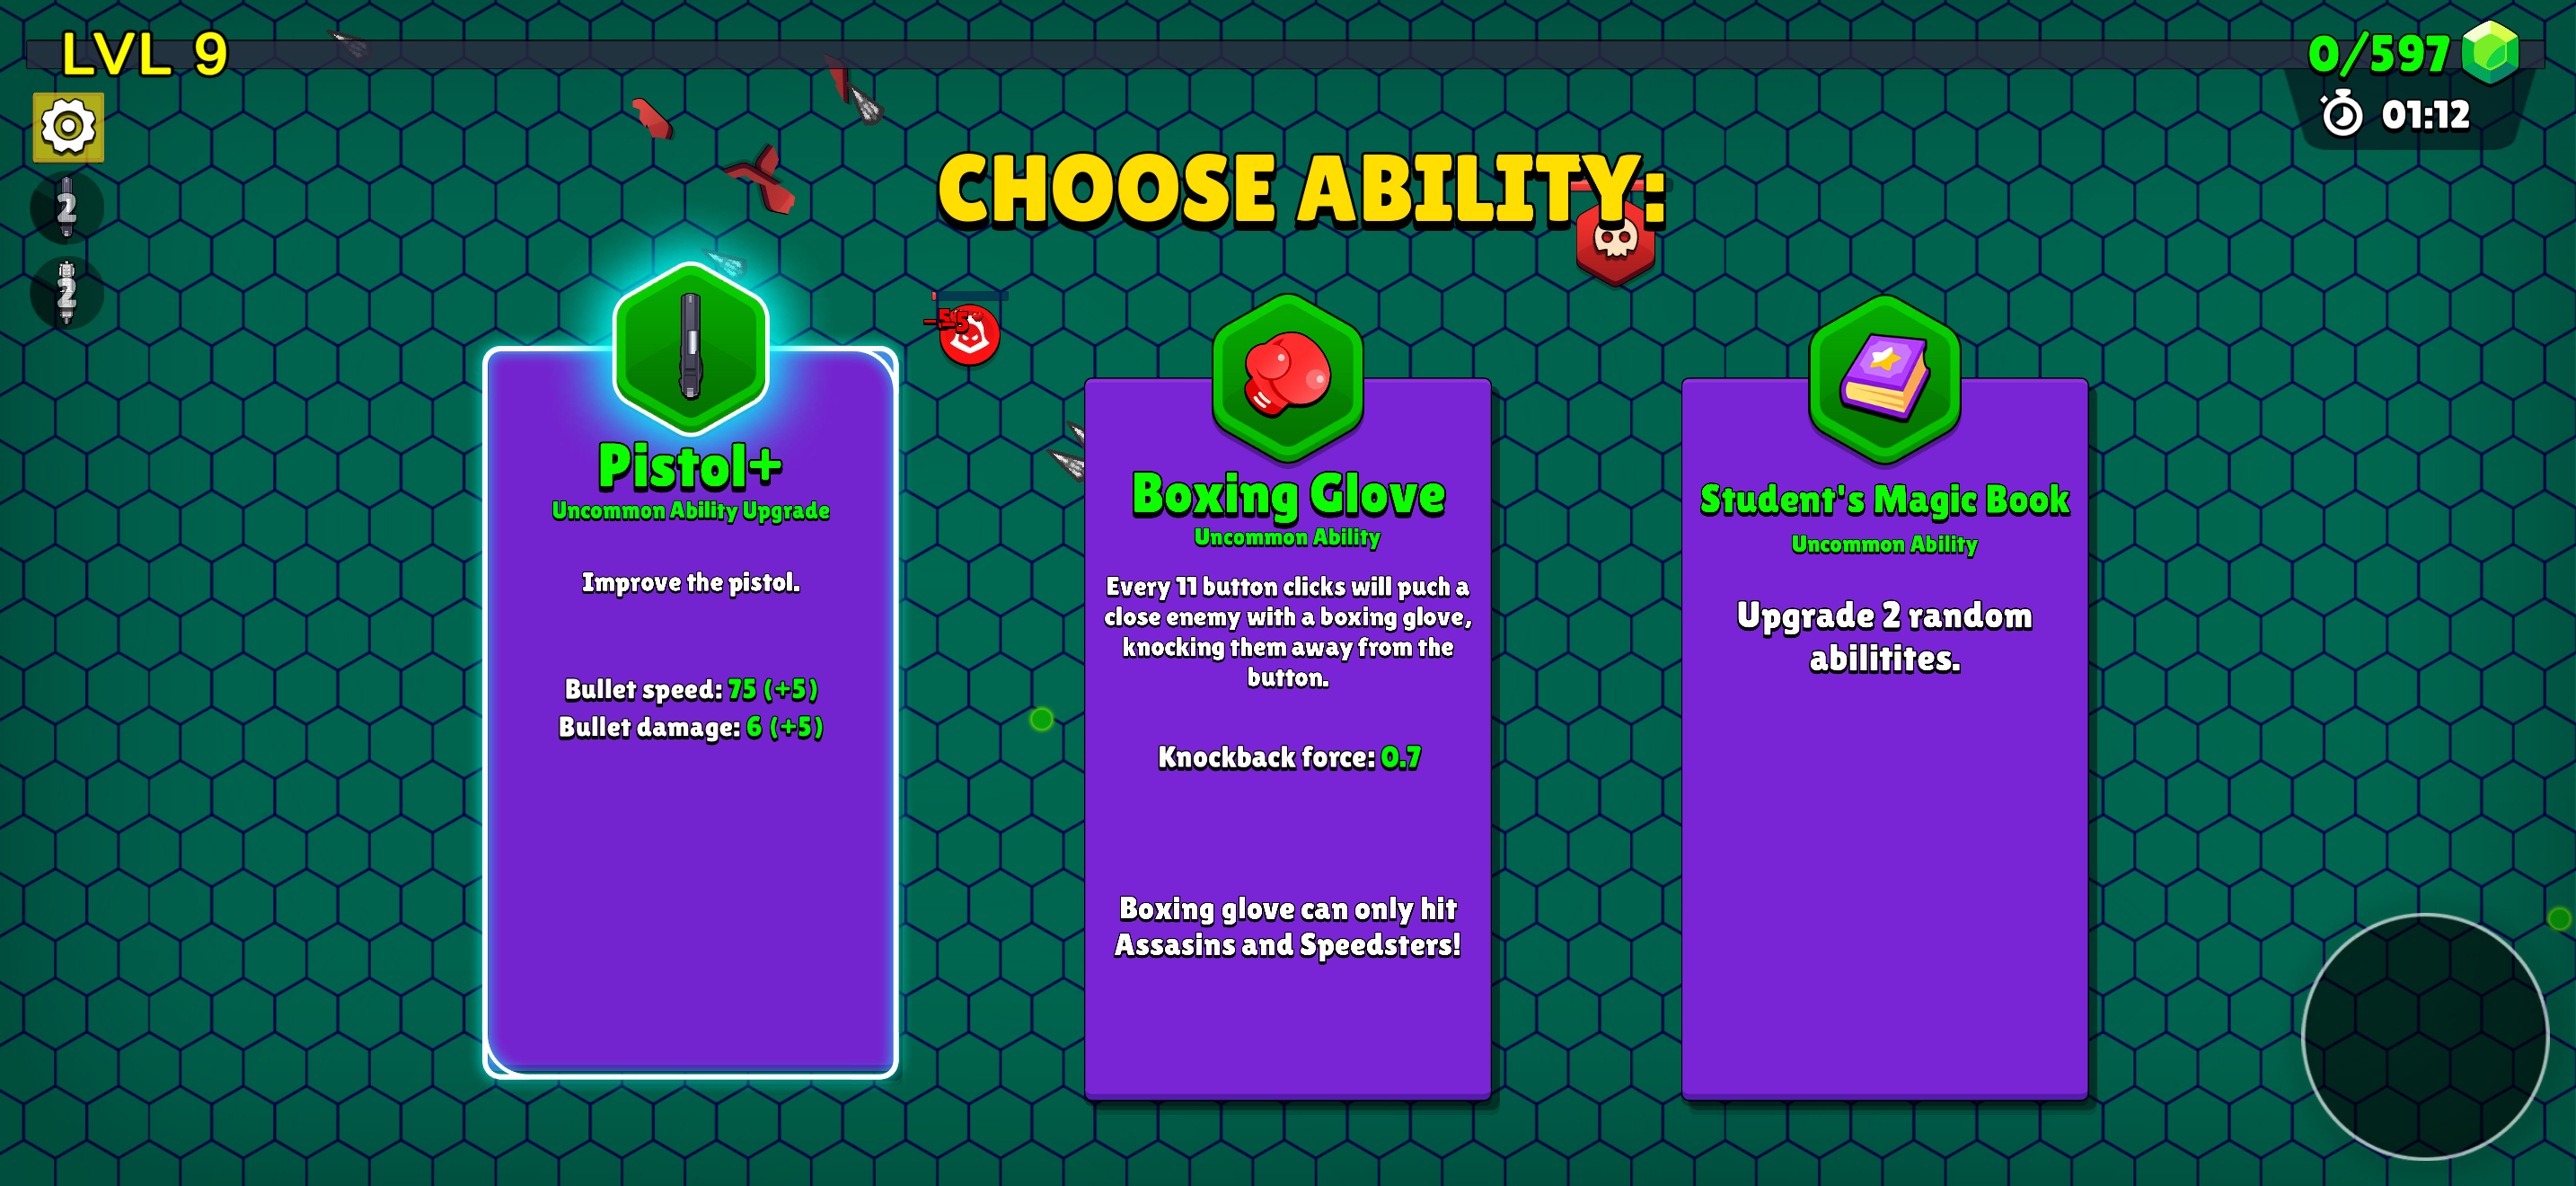 LVL 9
0/597
01:12
2
2
CHOOSE ABILITY:
Pistol+
Uncommon Ability Upgrade
Improve the pistol.
Bullet speed: 75 (+5)
Bullet damage: 6 (+5)
Boxing Glove
Uncommon Ability
Every 11 button clicks will puch a
close enemy with a boxing glove,
knocking them away from the
button.
Knockback force: 0.7
Boxing glove can only hit
Assasins and Speedsters!
Student's Magic Book
Uncommon Ability
Upgrade 2 random
abilitites.